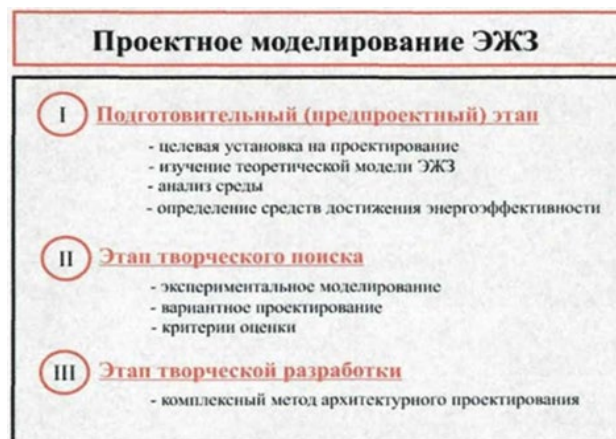 Проектное моделирование ЭЖЗ
I Подготовительный (предпроектный) этап
- целевая установка на проектирование
- изучение теоретической модели ЭЖЗ
- анализ среды
- определение средств достижения энергоэффективности
II Этап творческого поиска
- экспериментальное моделирование
- вариантное проектирование
- критерии оценки
III Этап творческой разработки
- комплексный метод архитектурного проектирования